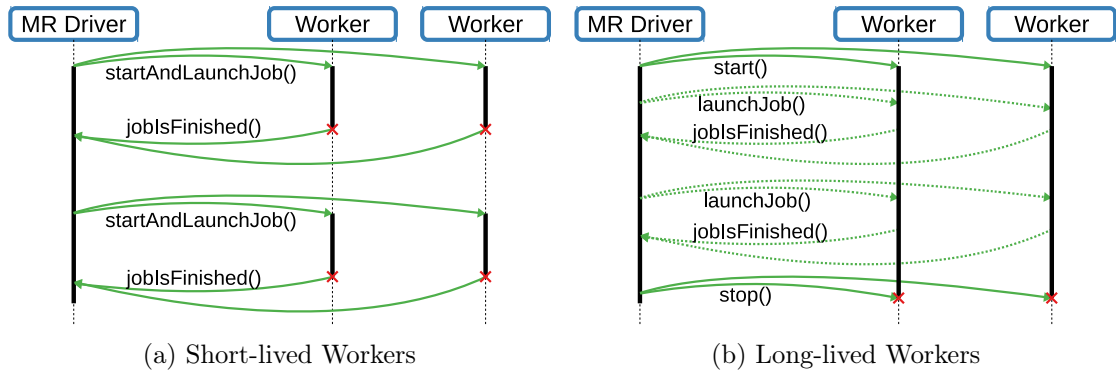 MR Driver
Worker
Worker
startAndLaunchJob()
jobIsFinished()
startAndLaunchJob()
jobIsFinished()
(a) Short-lived Workers
MR Driver
Worker
Worker
start()
launchJob()
jobIsFinished()
launchJob()
jobIsFinished()
stop()
(b) Long-lived Workers